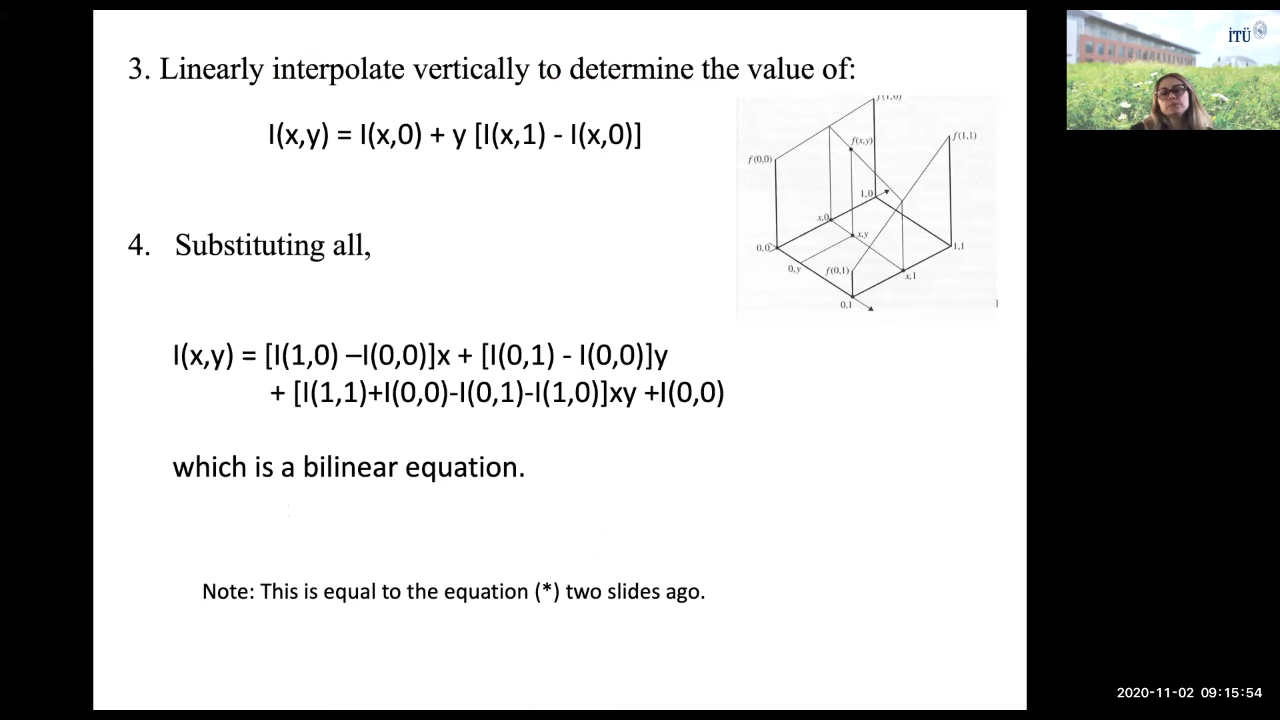 3. Linearly interpolate vertically to determine the value of:
I(x,y) = I(x,0) + y [I(x,1) - I(x,0)]
f(1,0)
f(x,y)
f(1,1)
f(0,0)
1,0
x,0
x,y
0,0
1,1
0,y
f(0,1)
x,1
0,1
4. Substituting all,
I(x,y) = [I(1,0) –I(0,0)]x + [I(0,1) - I(0,0)]y
+ [I(1,1)+I(0,0)-I(0,1)-I(1,0)]xy +I(0,0)
which is a bilinear equation.
Note: This is equal to the equation (*) two slides ago.
İTÜ
2020-11-02 09:15:54